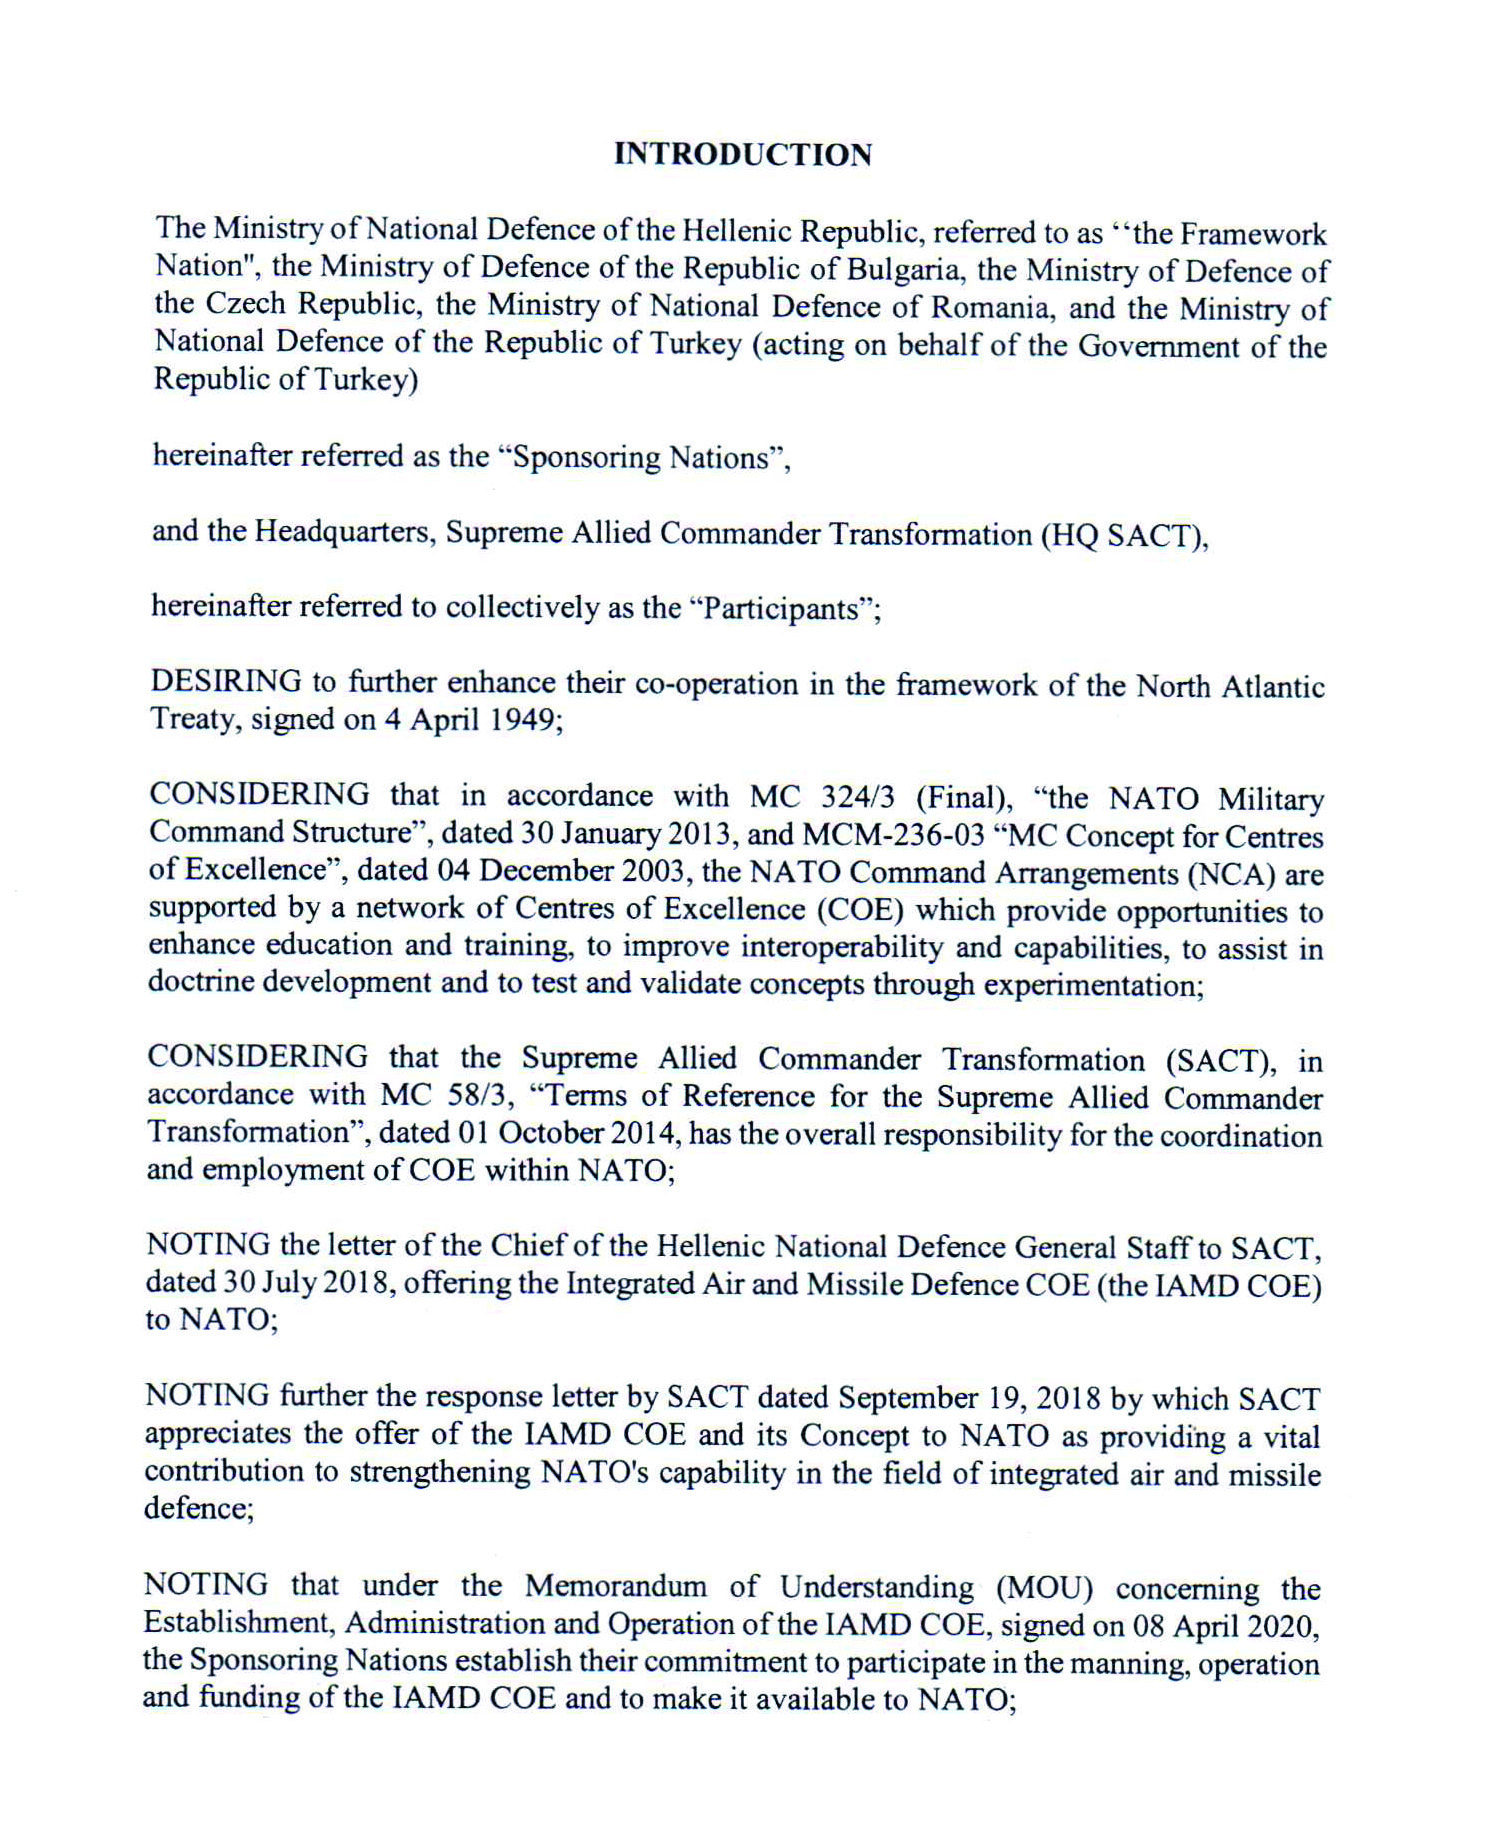 INTRODUCTION
The Ministry of National Defence of the Hellenic Republic, referred to as ‘‘the Framework
Nation", the Ministry of Defence of the Republic of Bulgaria, the Ministry of Defence of
the Czech Republic, the Ministry of National Defence of Romania, and the Ministry of
National Defence of the Republic of Turkey (acting on behalf of the Government of the
Republic of Turkey)
hereinafter referred as the “Sponsoring Nations”,
and the Headquarters, Supreme Allied Commander Transformation (HQ SACT),
hereinafter referred to collectively as the “Participants”;
DESIRING to further enhance their co-operation in the framework of the North Atlantic
Treaty, signed on 4 April 1949;
CONSIDERING that in accordance with MC 324/3 (Final), “the NATO Military
Command Structure”, dated 30 January 2013, and MCM-236-03 “MC Concept for Centres
of Excellence”, dated 04 December 2003, the NATO Command Arrangements (NCA) are
supported by a network of Centres of Excellence (COE) which provide opportunities to
enhance education and training, to improve interoperability and capabilities, to assist in
doctrine development and to test and validate concepts through experimentation;
CONSIDERING that the Supreme Allied Commander Transformation (SACT), in
accordance with MC 58/3, “Terms of Reference for the Supreme Allied Commander
Transformation”, dated 01 October 2014, has the overall responsibility for the coordination
and employment of COE within NATO;
NOTING the letter of the Chief of the Hellenic National Defence General Staff to SACT,
dated 30 July 2018, offering the Integrated Air and Missile Defence COE (the IAMD COE)
to NATO;
NOTING further the response letter by SACT dated September 19, 2018 by which SACT
appreciates the offer of the IAMD COE and its Concept to NATO as providing a vital
contribution to strengthening NATO's capability in the field of integrated air and missile
defence;
NOTING that under the Memorandum of Understanding (MOU) concerning the
Establishment, Administration and Operation of the IAMD COE, signed on 08 April 2020,
the Sponsoring Nations establish their commitment to participate in the manning, operation
and funding of the IAMD COE and to make it available to NATO;